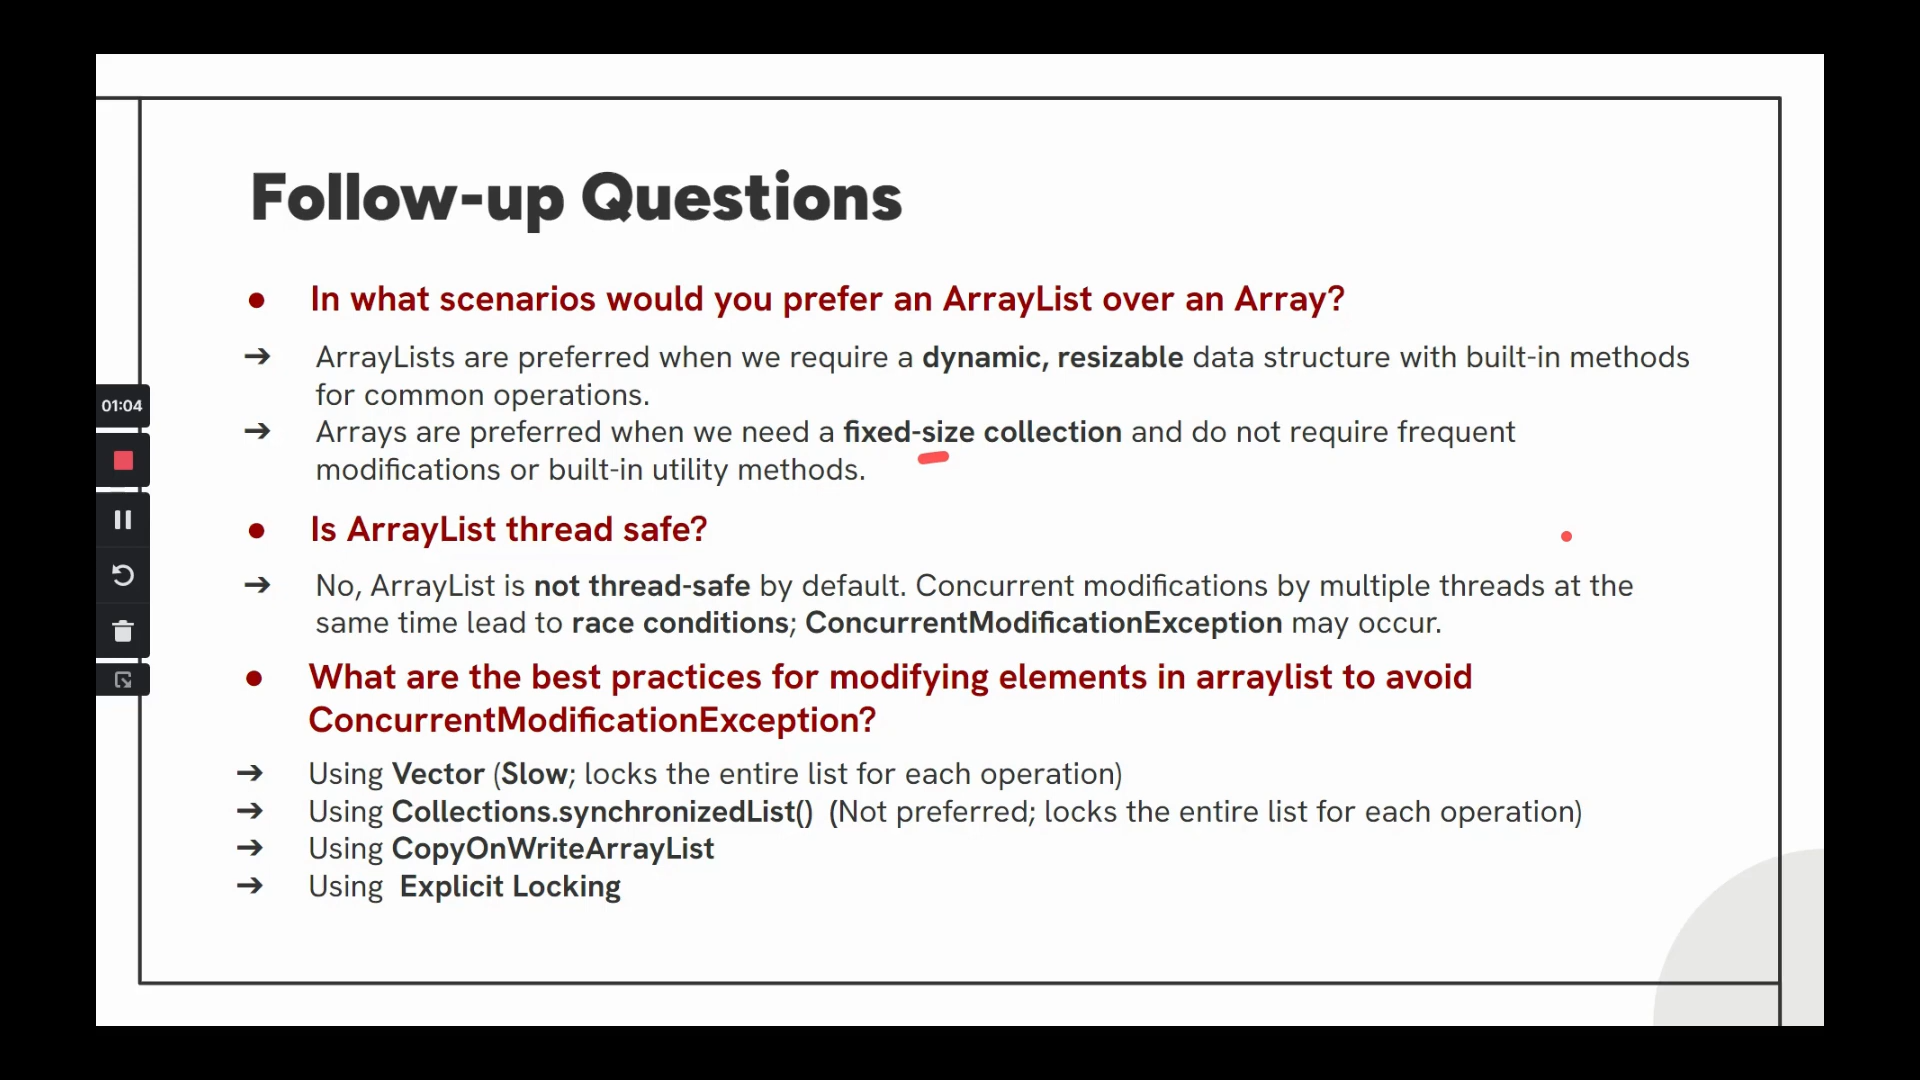 Follow-up Questions
● In what scenarios would you prefer an ArrayList over an Array?
➔ ArrayLists are preferred when we require a dynamic, resizable data structure with built-in methods
for common operations.
➔ Arrays are preferred when we need a fixed-size collection and do not require frequent
modifications or built-in utility methods.
● Is ArrayList thread safe?
➔ No, ArrayList is not thread-safe by default. Concurrent modifications by multiple threads at the
same time lead to race conditions; ConcurrentModificationException may occur.
● What are the best practices for modifying elements in arraylist to avoid
ConcurrentModificationException?
➔ Using Vector (Slow; locks the entire list for each operation)
➔ Using Collections.synchronizedList() (Not preferred; locks the entire list for each operation)
➔ Using CopyOnWriteArrayList
➔ Using Explicit Locking
01:04